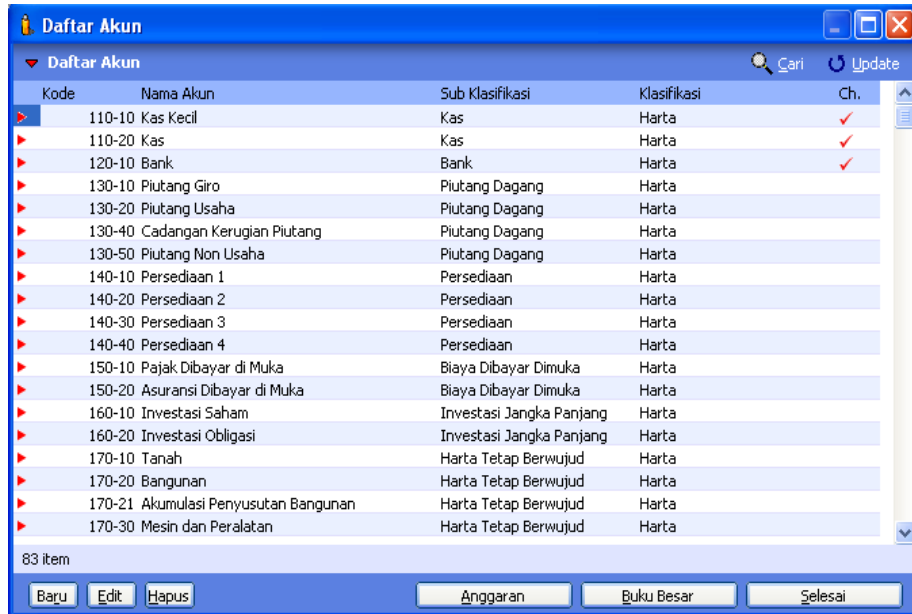 Daftar Akun
Daftar Akun Cari Update
Kode Nama Akun Sub Klasifikasi Klasifikasi Ch.
110-10 Kas Kecil Kas Harta
110-20 Kas Kas Harta
120-10 Bank Bank Harta
130-10 Piutang Giro Piutang Dagang Harta
130-20 Piutang Usaha Piutang Dagang Harta
130-40 Cadangan Kerugian Piutang Piutang Dagang Harta
130-50 Piutang Non Usaha Piutang Dagang Harta
140-10 Persediaan 1 Persediaan Harta
140-20 Persediaan 2 Persediaan Harta
140-30 Persediaan 3 Persediaan Harta
140-40 Persediaan 4 Persediaan Harta
150-10 Pajak Dibayar di Muka Biaya Dibayar Dimuka Harta
150-20 Asuransi Dibayar di Muka Biaya Dibayar Dimuka Harta
160-10 Investasi Saham Investasi Jangka Panjang Harta
160-20 Investasi Obligasi Investasi Jangka Panjang Harta
170-10 Tanah Harta Tetap Berwujud Harta
170-20 Bangunan Harta Tetap Berwujud Harta
170-21 Akumulasi Penyusutan Bangunan Harta Tetap Berwujud Harta
170-30 Mesin dan Peralatan Harta Tetap Berwujud Harta
83 item
Baru Edit Hapus Anggaran Buku Besar Selesai